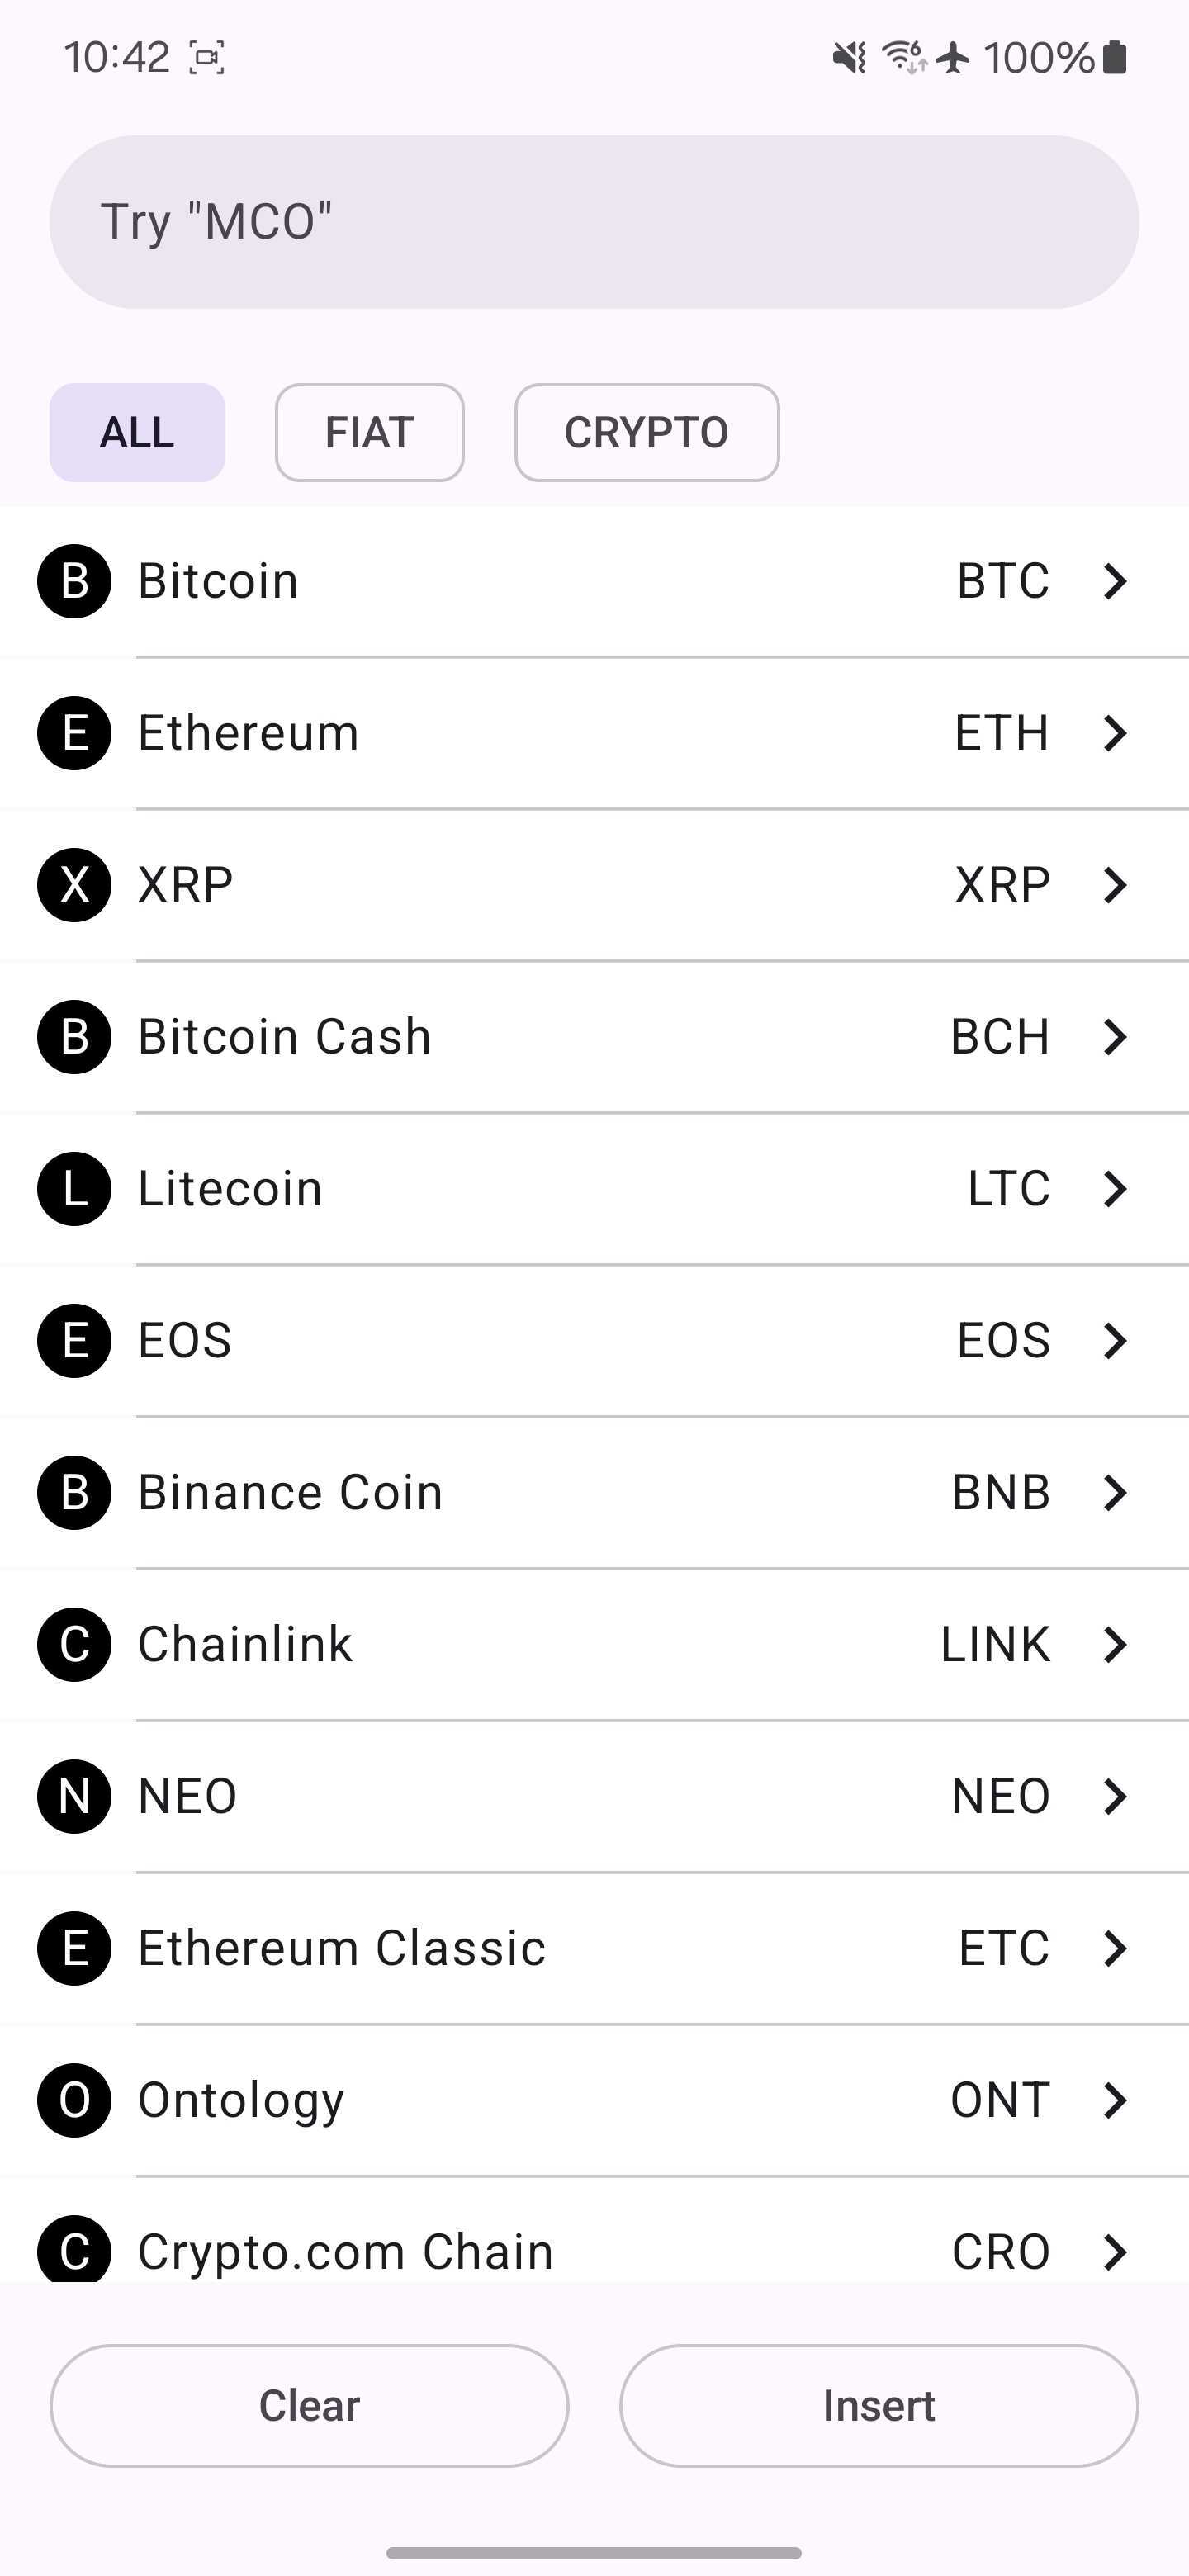 10:42 100%
Try "MCO"
ALL FIAT CRYPTO
B Bitcoin BTC
E Ethereum ETH
X XRP XRP
B Bitcoin Cash BCH
L Litecoin LTC
E EOS EOS
B Binance Coin BNB
C Chainlink LINK
N NEO NEO
E Ethereum Classic ETC
O Ontology ONT
C Crypto.com Chain CRO
Clear Insert